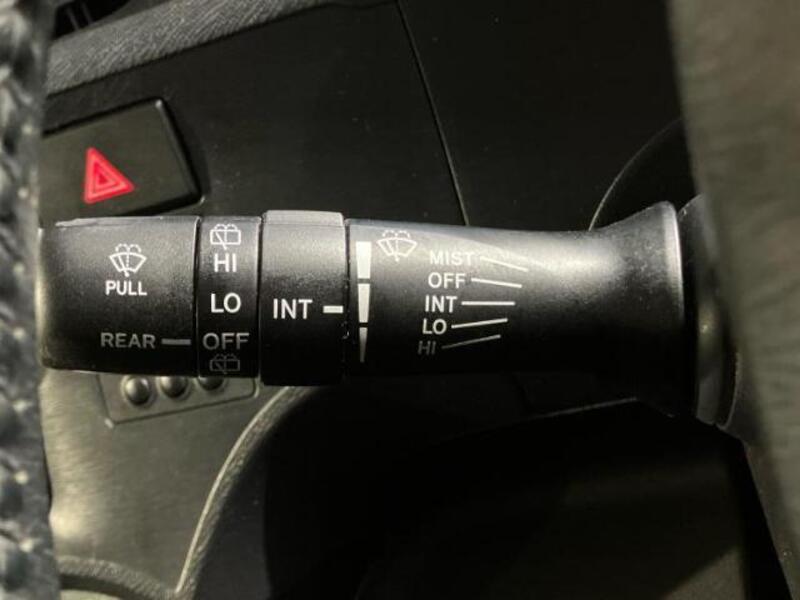 PULL
REAR
HI
LO
OFF
INT
MIST
OFF
INT
LO
HI